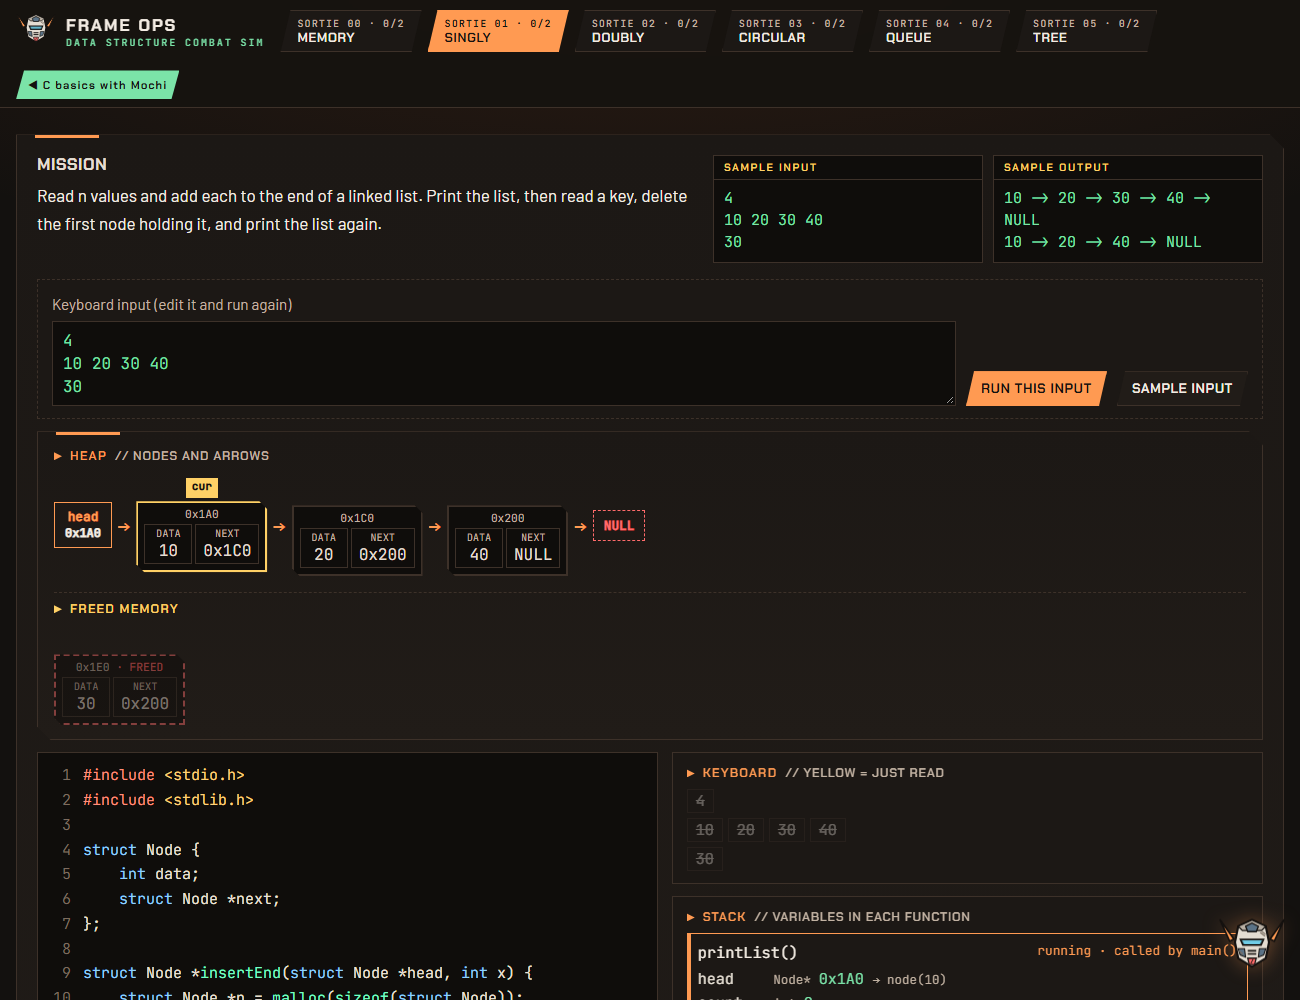 FRAME OPS
DATA STRUCTURE COMBAT SIM
SORTIE 00 · 0/2
MEMORY
SORTIE 01 · 0/2
SINGLY
SORTIE 02 · 0/2
DOUBLY
SORTIE 03 · 0/2
CIRCULAR
SORTIE 04 · 0/2
QUEUE
SORTIE 05 · 0/2
TREE
◀ C basics with Mochi
MISSION
Read n values and add each to the end of a linked list. Print the list, then read a key, delete
the first node holding it, and print the list again.
SAMPLE INPUT
4
10 20 30 40
30
SAMPLE OUTPUT
10 -> 20 -> 30 -> 40 ->
NULL
10 -> 20 -> 40 -> NULL
Keyboard input (edit it and run again)
4
10 20 30 40
30
RUN THIS INPUT
SAMPLE INPUT
▶ HEAP // NODES AND ARROWS
cur
head
0x1A0
→
0x1A0
DATA NEXT
10 0x1C0
→
0x1C0
DATA NEXT
20 0x200
→
0x200
DATA NEXT
40 NULL
→
NULL
▶ FREED MEMORY
0x1E0 · FREED
DATA NEXT
30 0x200
1 #include <stdio.h>
2 #include <stdlib.h>
3
4 struct Node {
5 int data;
6 struct Node *next;
7 };
8
9 struct Node *insertEnd(struct Node *head, int x) {
10 struct Node *n = malloc(sizeof(struct Node));
▶ KEYBOARD // YELLOW = JUST READ
4
10 20 30 40
30
▶ STACK // VARIABLES IN EACH FUNCTION
printList()
running · called by main()
head Node* 0x1A0 → node(10)